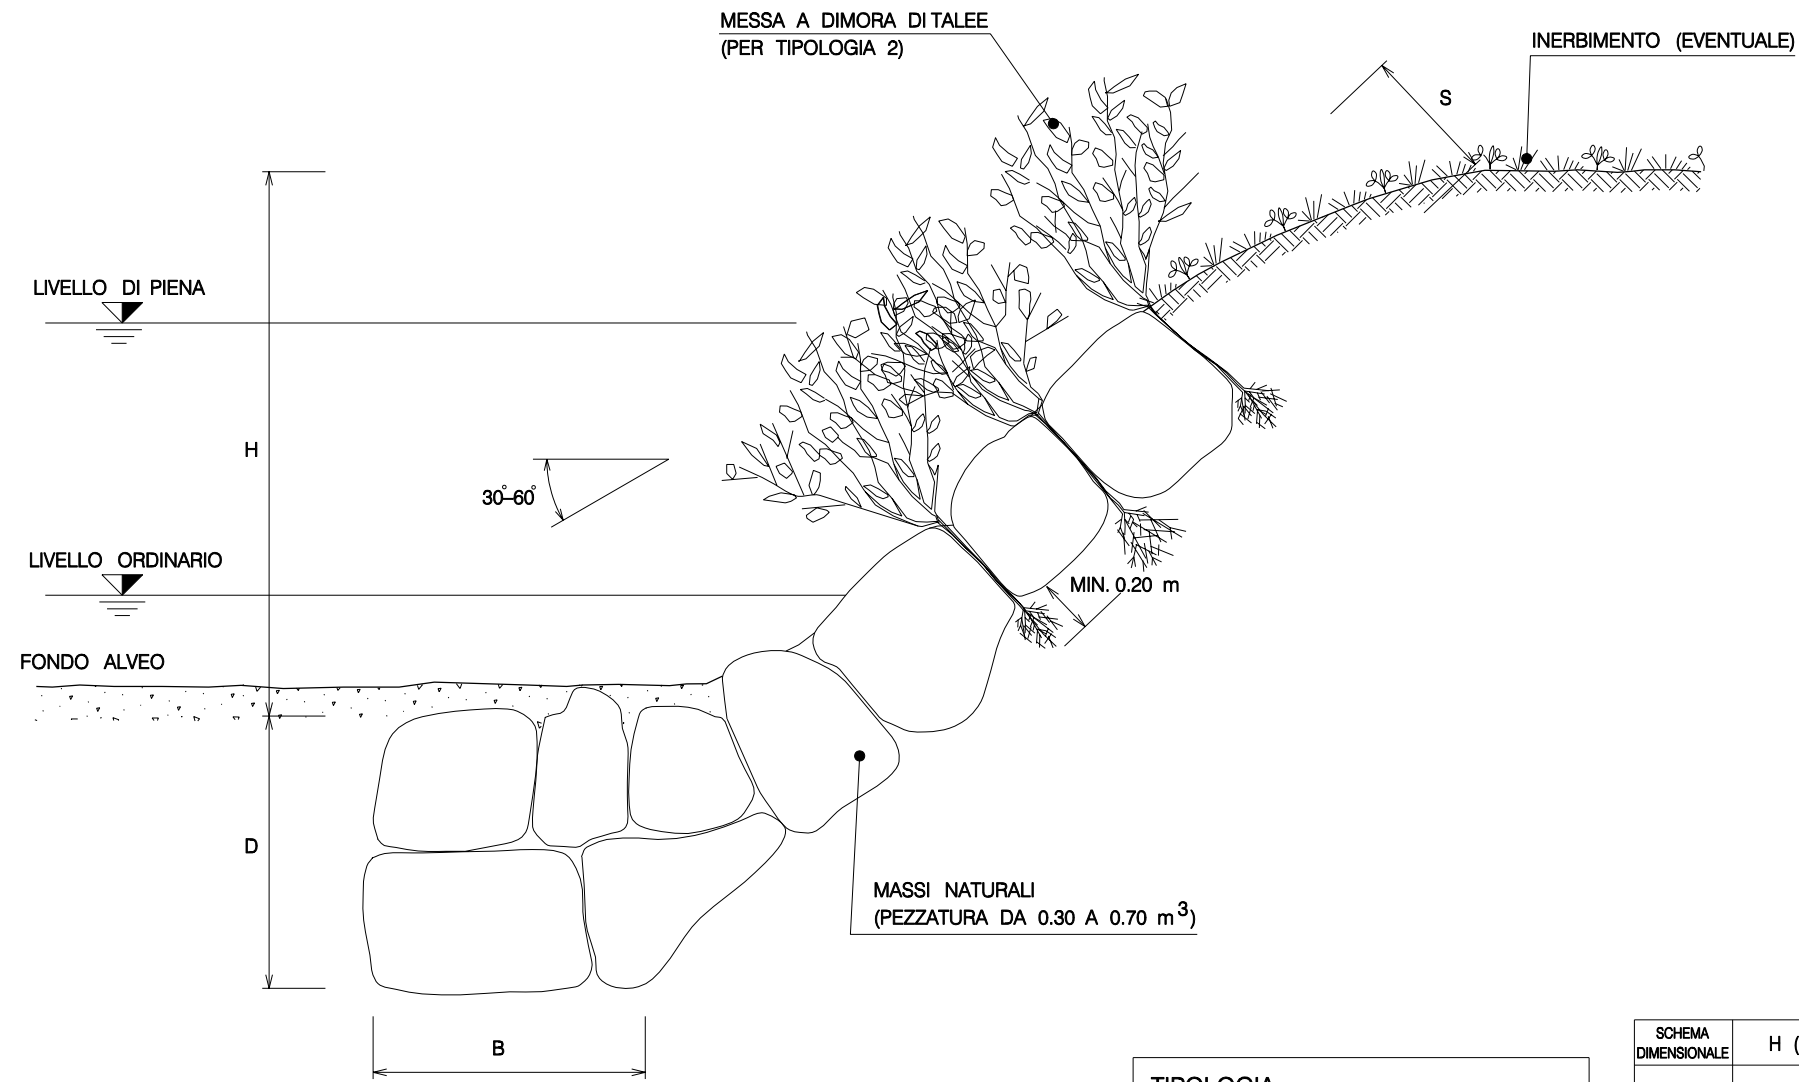 MESSA A DIMORA DI TALEE
(PER TIPOLOGIA 2)
INERBIMENTO (EVENTUALE)
S
LIVELLO DI PIENA
H
30°–60°
LIVELLO ORDINARIO
MIN. 0.20 m
FONDO ALVEO
D
MASSI NATURALI
(PEZZATURA DA 0.30 A 0.70 m³)
B
SCHEMA
DIMENSIONALE
H (
TIPOLOGIA